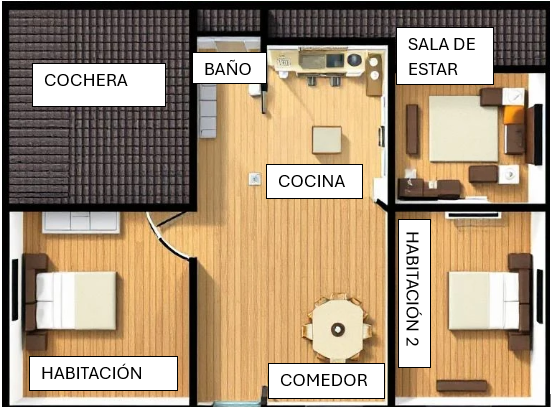 COCHERA
BAÑO
SALA DE
ESTAR
COCINA
HABITACIÓN
COMEDOR
HABITACIÓN 2